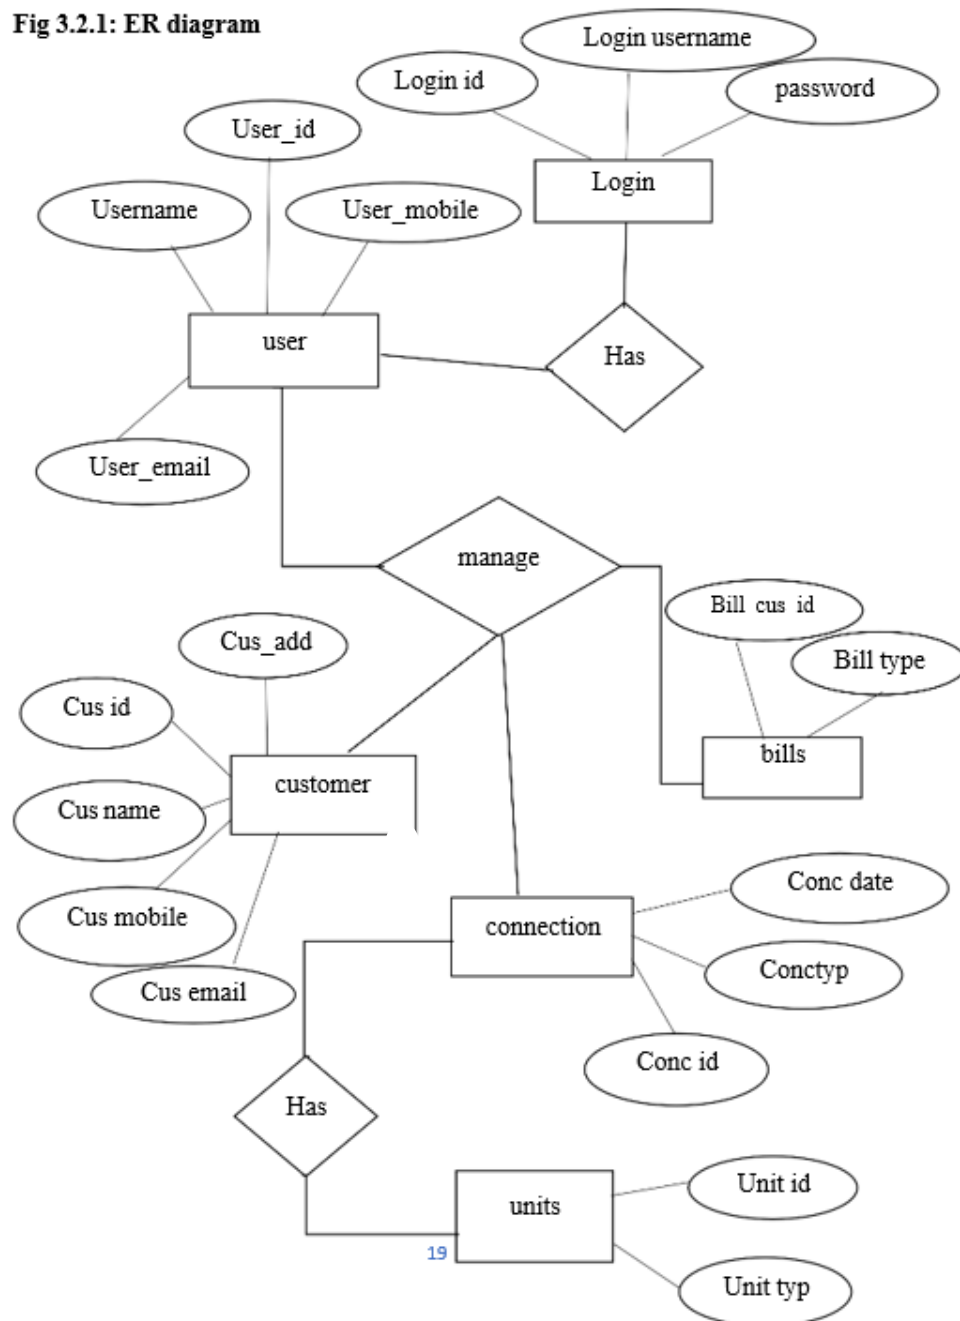 Fig 3.2.1: ER diagram
Login username
Login id
password
User_id
Login
Username
User_mobile
user
Has
User_email
manage
Bill cus id
Cus_add
Bill type
Cus id
bills
customer
Cus name
Conc date
Cus mobile
connection
Conctyp
Cus email
Conc id
Has
Unit id
units
19
Unit typ